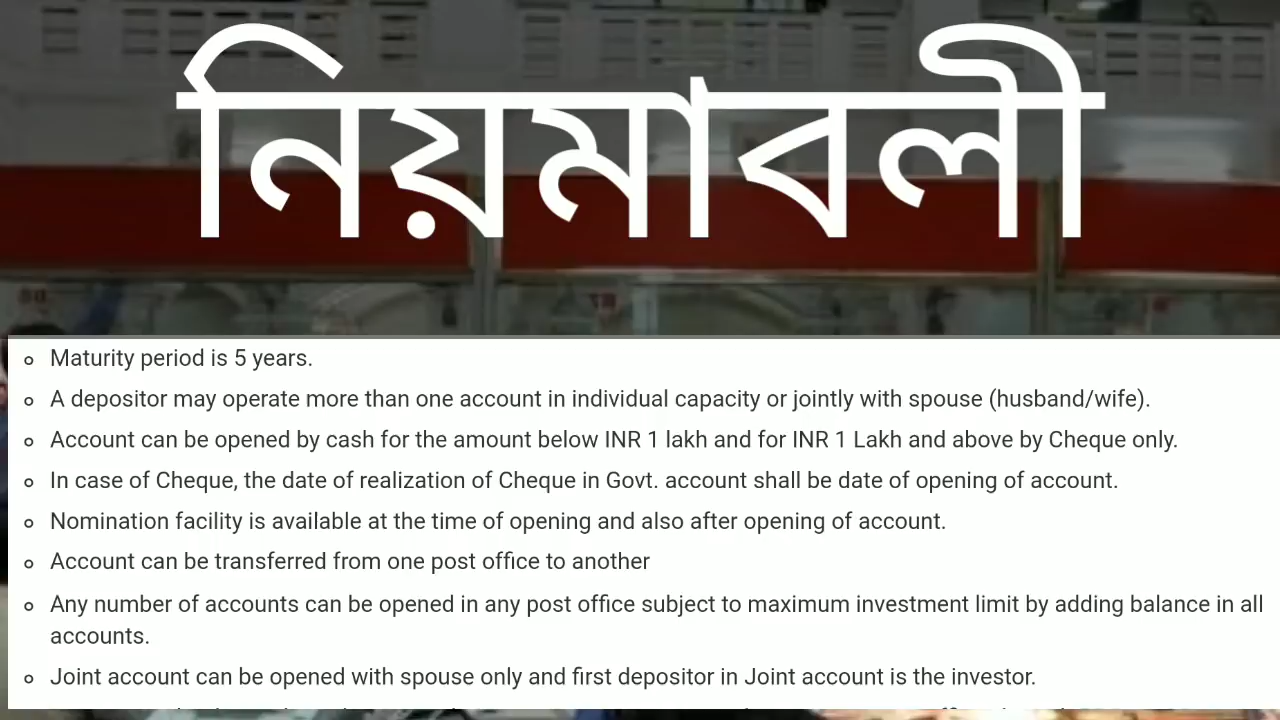 নিয়মাবলী
Maturity period is 5 years.
A depositor may operate more than one account in individual capacity or jointly with spouse (husband/wife).
Account can be opened by cash for the amount below INR 1 lakh and for INR 1 Lakh and above by Cheque only.
In case of Cheque, the date of realization of Cheque in Govt. account shall be date of opening of account.
Nomination facility is available at the time of opening and also after opening of account.
Account can be transferred from one post office to another
Any number of accounts can be opened in any post office subject to maximum investment limit by adding balance in all
accounts.
Joint account can be opened with spouse only and first depositor in Joint account is the investor.